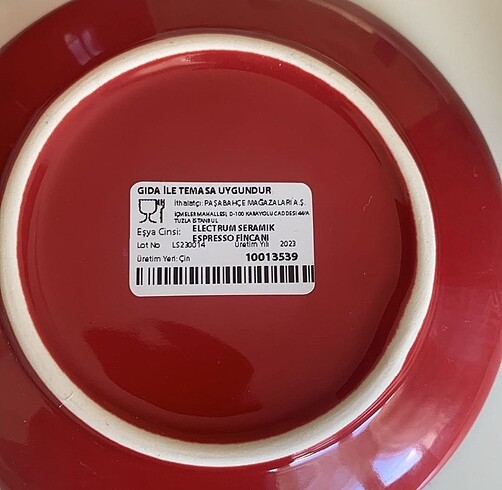 GIDA İLE TEMASA UYGUNDUR
İthalatçı: PAŞABAHÇE MAĞAZALARI A.Ş.
İÇMELER MAHALLESİ, D-100 KARAYOLU CADDESİ 44/A
TUZLA İSTANBUL
Eşya Cinsi: ELECTRUM SERAMIK
ESPRESSO FİNCANI
Lot No LS230014 Üretim Yılı 2023
Üretim Yeri: Çin 10013539